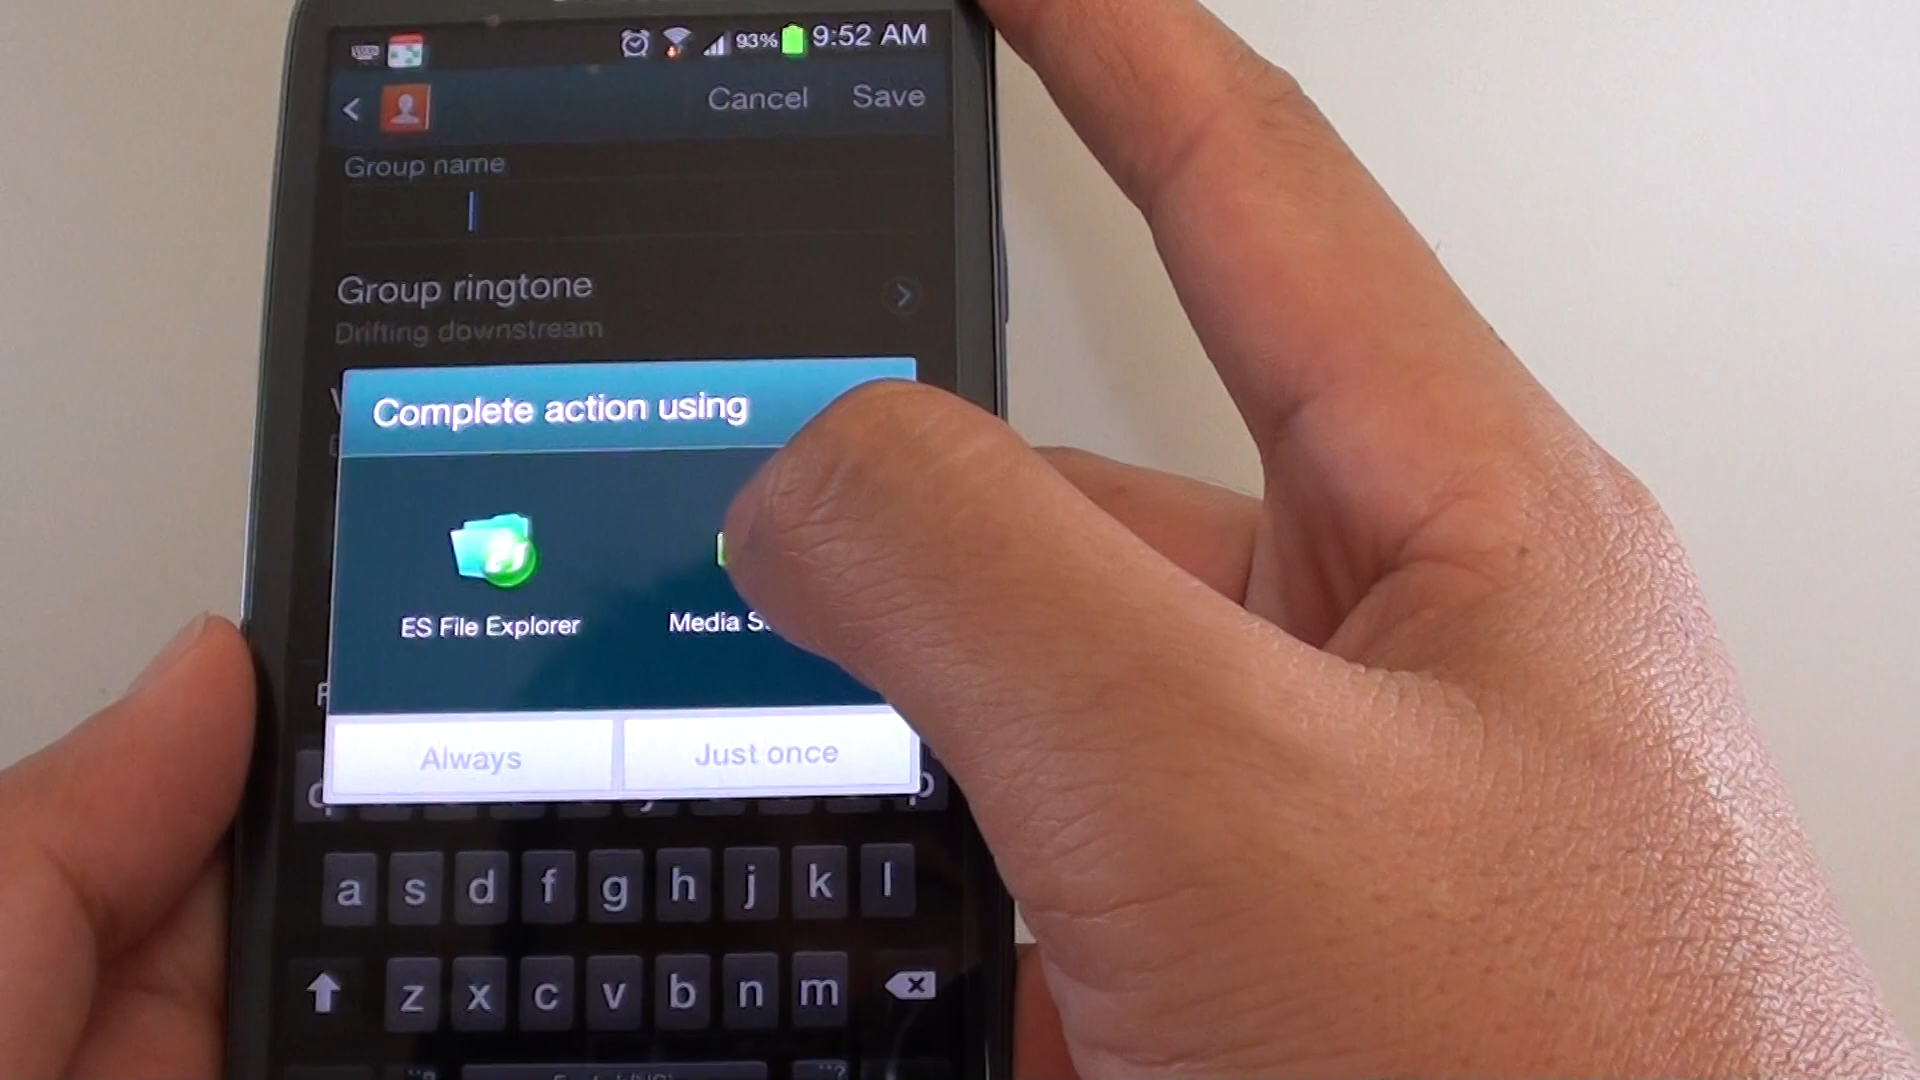 93% 9:52 AM
Cancel Save
Group name
Group ringtone
Drifting downstream
Complete action using
ES File Explorer Media
Always Just once
a s d f g h j k l
z x c v b n m